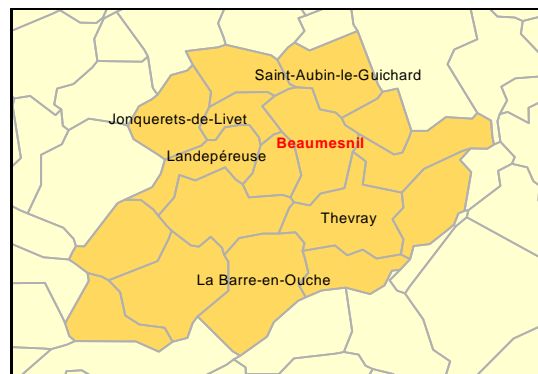 Saint-Aubin-le-Guichard
Jonquerets-de-Livet
Beaumesnil
Landepéreuse
Thevray
La Barre-en-Ouche